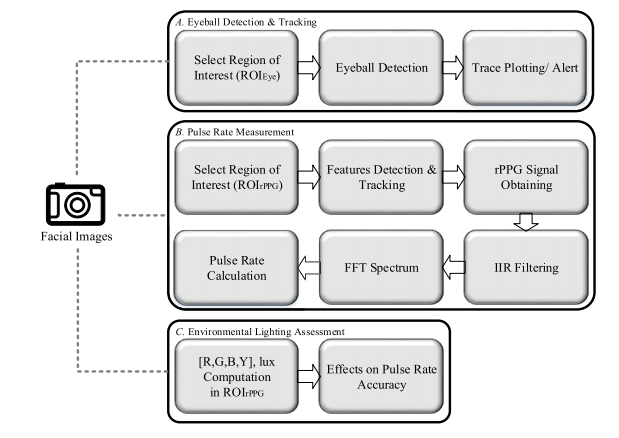 A. Eyeball Detection & Tracking
Select Region of
Interest (ROIEye)
Eyeball Detection
Trace Plotting/ Alert
B. Pulse Rate Measurement
Select Region of
Interest (ROIrPPG)
Features Detection &
Tracking
rPPG Signal
Obtaining
Facial Images
Pulse Rate
Calculation
FFT Spectrum
IIR Filtering
C. Environmental Lighting Assessment
[R,G,B,Y], lux
Computation
in ROIrPPG
Effects on Pulse Rate
Accuracy